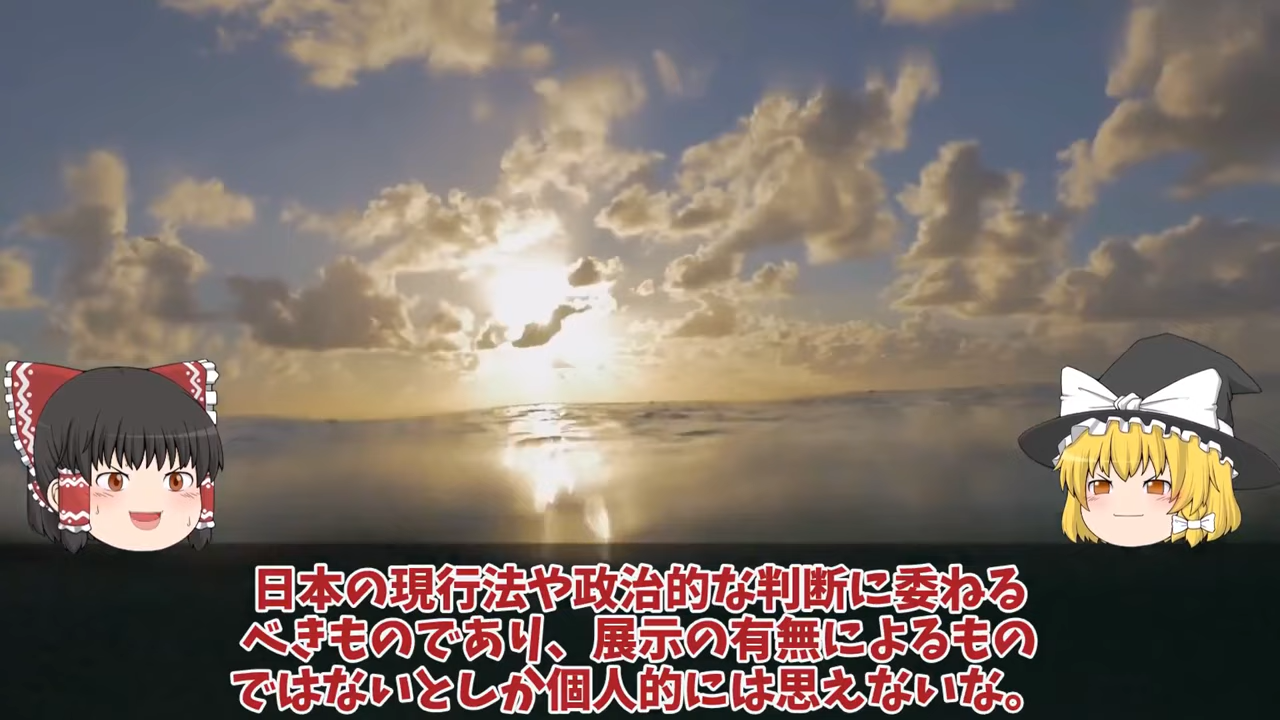 日本の現行法や政治的な判断に委ねる
べきものであり、展示の有無によるもの
ではないとしか個人的には思えないな。